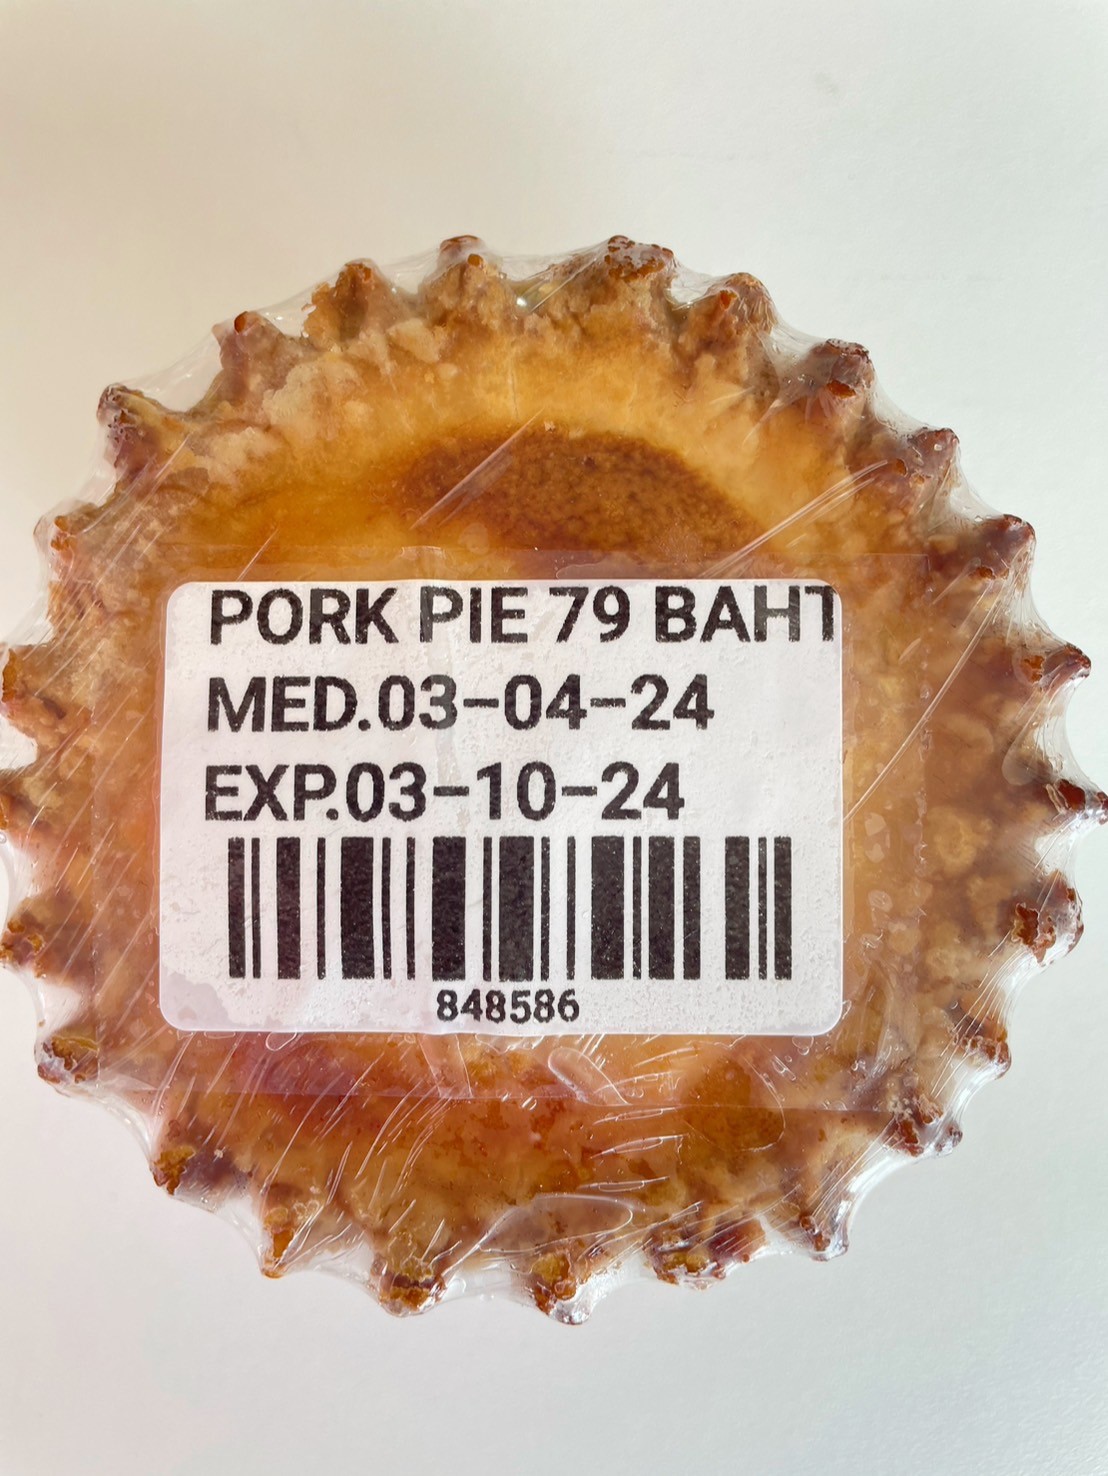 PORK PIE 79 BAHT
MED.03-04-24
EXP.03-10-24
848586